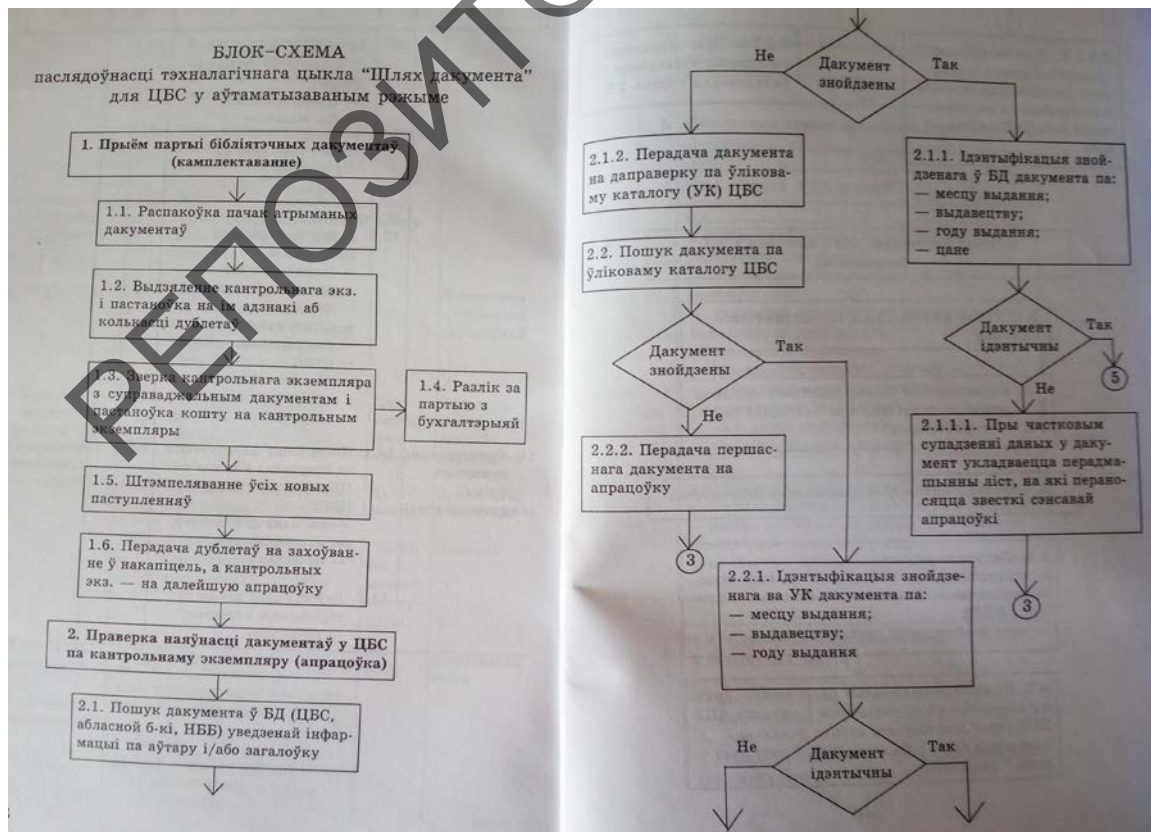 БЛОК–СХЕМА
паслядоўнасці тэхналагічнага цыкла “Шлях дакумента”
для ЦБС у аўтаматызаваным рэжыме
1. Прыём партыі бібліятэчных дакументаў
(камплектаванне)
1.1. Распакоўка пачак атрыманых
дакументаў
1.2. Выдзяленне кантрольнага экз.
і пастаноўка на ім адзнакі аб
колькасці дублетаў
1.3. Зверка кантрольнага экземпляра
з суправаджальным дакументам і
пастаноўка кошту на кантрольным
экземпляры
1.4. Разлік за
партыю з
бухгалтэрыяй
1.5. Штэмпеляванне ўсіх новых
паступленняў
1.6. Перадача дублетаў на захоўван-
не ў накапіцель, а кантрольных
экз. — на далейшую апрацоўку
2. Праверка наяўнасці дакументаў у ЦБС
па кантрольнаму экземпляру (апрацоўка)
2.1. Пошук дакумента ў БД (ЦБС,
абласной б-кі, НББ) уведзенай інфар-
мацыі па аўтару і/або загалоўку
Дакумент
знойдзены
Не
Так
2.1.2. Перадача дакумента
на даправерку па ўлікова-
му каталогу (УК) ЦБС
2.2. Пошук дакумента па
ўліковаму каталогу ЦБС
Дакумент
знойдзены
Так
Не
2.2.2. Перадача першас-
нага дакумента на
апрацоўку
3
2.1.1. Ідэнтыфікацыя зной-
дзенага ў БД дакумента па:
— месцу выдання;
— выдавецтву;
— году выдання;
— цане
Дакумент
ідэнтычны
Так
5
Не
2.1.1.1. Пры частковым
супадзенні даных у даку-
мент укладваецца перадма-
шынны ліст, на які перано-
сяцца звесткі сэнсавай
апрацоўкі
3
2.2.1. Ідэнтыфікацыя знойдзе-
нага ва УК дакумента па:
— месцу выдання;
— выдавецтву;
— году выдання
Дакумент
ідэнтычны
Не
Так